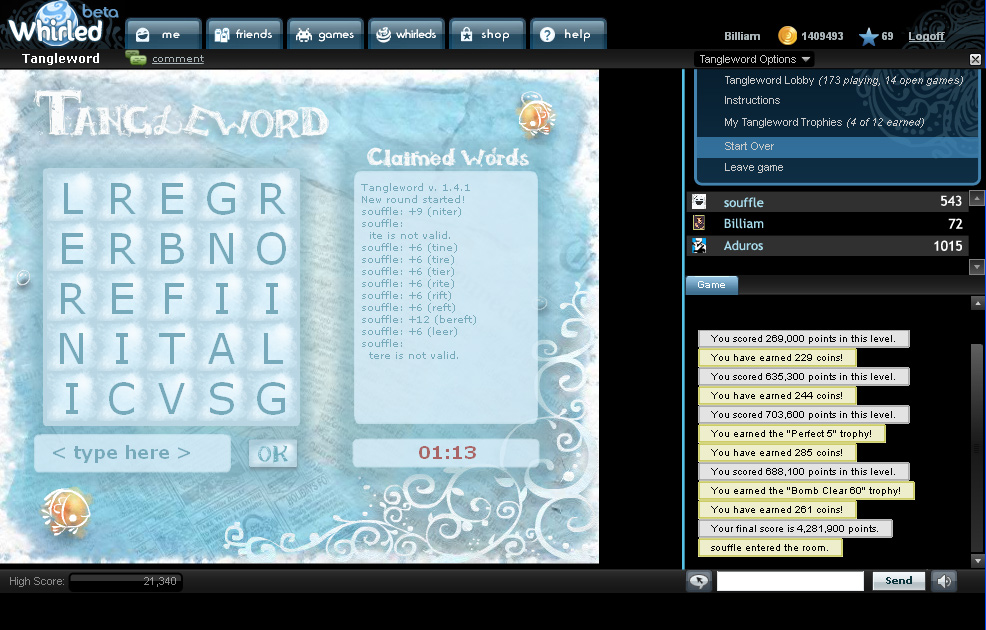 beta
Whirled
me
friends
games
whirleds
shop
help
Billiam 1409493 69 Logoff
Tangleword
comment
Tangleword Options
TANGLEWORD
Claimed Words
L R E G R
E R B N O
R E F I I
N I T A L
I C V S G
< type here >
OK
Tangleword v. 1.4.1
New round started!
souffle: +9 (niter)
souffle:
ite is not valid.
souffle: +6 (tine)
souffle: +6 (tire)
souffle: +6 (tier)
souffle: +6 (rite)
souffle: +6 (rift)
souffle: +6 (reft)
souffle: +12 (bereft)
souffle: +6 (leer)
souffle:
tere is not valid.
01:13
Tangleword Lobby (173 playing, 14 open games)
Instructions
My Tangleword Trophies (4 of 12 earned)
Start Over
Leave game
souffle 543
Billiam 72
Aduros 1015
Game
You scored 269,000 points in this level.
You have earned 229 coins!
You scored 635,300 points in this level.
You have earned 244 coins!
You scored 703,600 points in this level.
You earned the "Perfect 5" trophy!
You have earned 285 coins!
You scored 688,100 points in this level.
You earned the "Bomb Clear 60" trophy!
You have earned 261 coins!
Your final score is 4,281,900 points.
souffle entered the room.
High Score: 21,340
Send